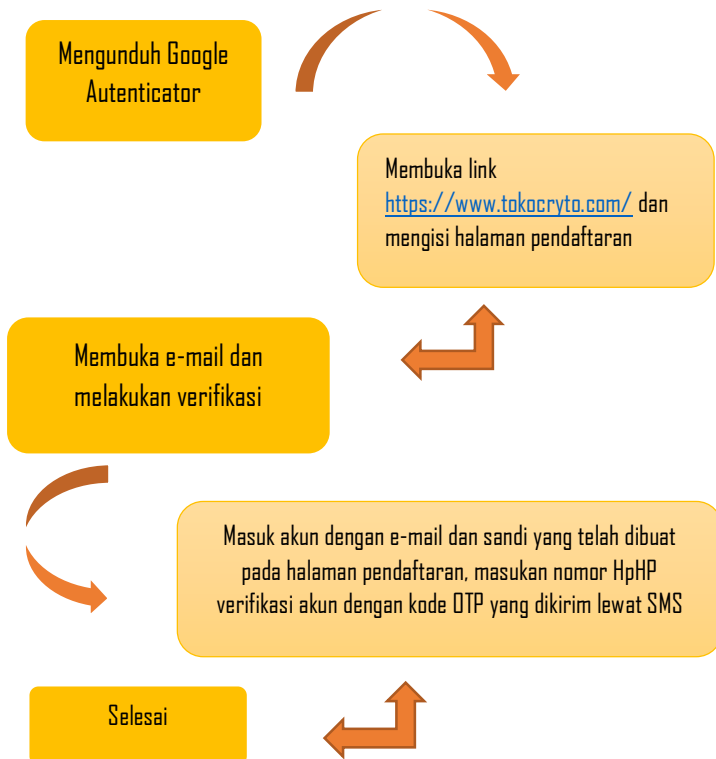 Mengunduh Google
Autenticator
Membuka link
https://www.tokocryto.com/ dan
mengisi halaman pendaftaran
Membuka e-mail dan
melakukan verifikasi
Masuk akun dengan e-mail dan sandi yang telah dibuat
pada halaman pendaftaran, masukan nomor HpHP
verifikasi akun dengan kode OTP yang dikirim lewat SMS
Selesai